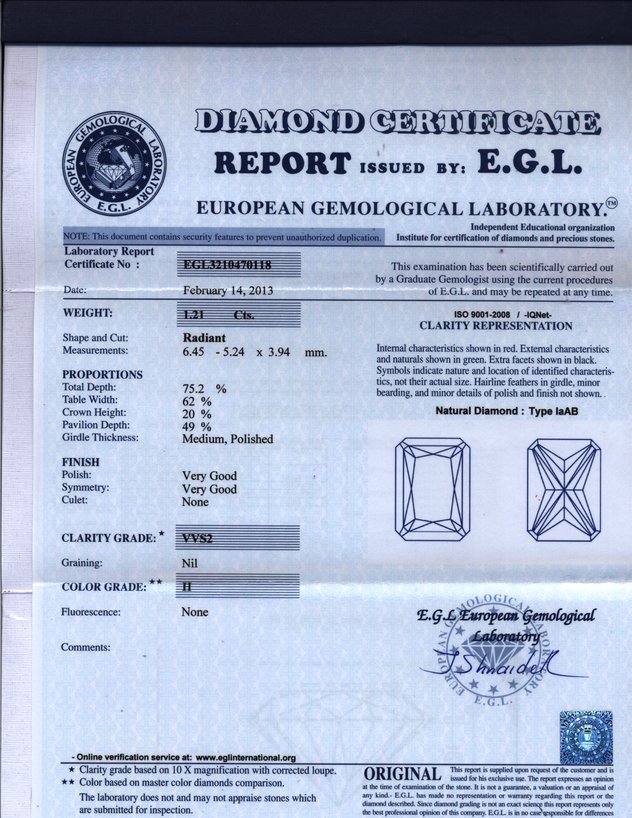 DIAMOND CERTIFICATE
REPORT ISSUED BY: E.G.L.
EUROPEAN GEMOLOGICAL LABORATORY.™
EUROPEAN GEMOLOGICAL LABORATORY
E.G.L.
Independent Educational organization
Institute for certification of diamonds and precious stones.
NOTE: This document contains security features to prevent unauthorized duplication.
Laboratory Report
Certificate No : EGL3210470118
Date: February 14, 2013
This examination has been scientifically carried out
by a Graduate Gemologist using the current procedures
of E.G.L. and may be repeated at any time.
WEIGHT: 1.21 Cts.
Shape and Cut: Radiant
Measurements: 6.45 - 5.24 x 3.94 mm.
PROPORTIONS
Total Depth: 75.2 %
Table Width: 62 %
Crown Height: 20 %
Pavilion Depth: 49 %
Girdle Thickness: Medium, Polished
FINISH
Polish: Very Good
Symmetry: Very Good
Culet: None
CLARITY GRADE: * VVS2
Graining: Nil
COLOR GRADE: ** H
Fluorescence: None
Comments:
ISO 9001-2008 / -IQNet-
CLARITY REPRESENTATION
Internal characteristics shown in red. External characteristics
and naturals shown in green. Extra facets shown in black.
Symbols indicate nature and location of identified characteris-
tics, not their actual size. Hairline feathers in girdle, minor
bearding, and minor details of polish and finish not shown.
Natural Diamond : Type IaAB
E.G.L European Gemological
Laboratory
EUROPEAN GEMOLOGICAL LABORATORY
E.G.L.
- Online verification service at: www.eglinternational.org
★ Clarity grade based on 10 X magnification with corrected loupe.
★★ Color based on master color diamonds comparison.
The laboratory does not and may not appraise stones which
are submitted for inspection.
ORIGINAL This report is supplied upon request of the customer and is
issued for his exclusive use. The report expresses an opinion
at the time of examination of the stone. It is not a guarantee, a valuation or an appraisal of
any kind.- E.G.L. has made no representation or warranty regarding this report or the
diamond described. Since diamond grading is not an exact science this report represents only
the best professional opinion of this company. E.G.L. is in no case responsible for differences